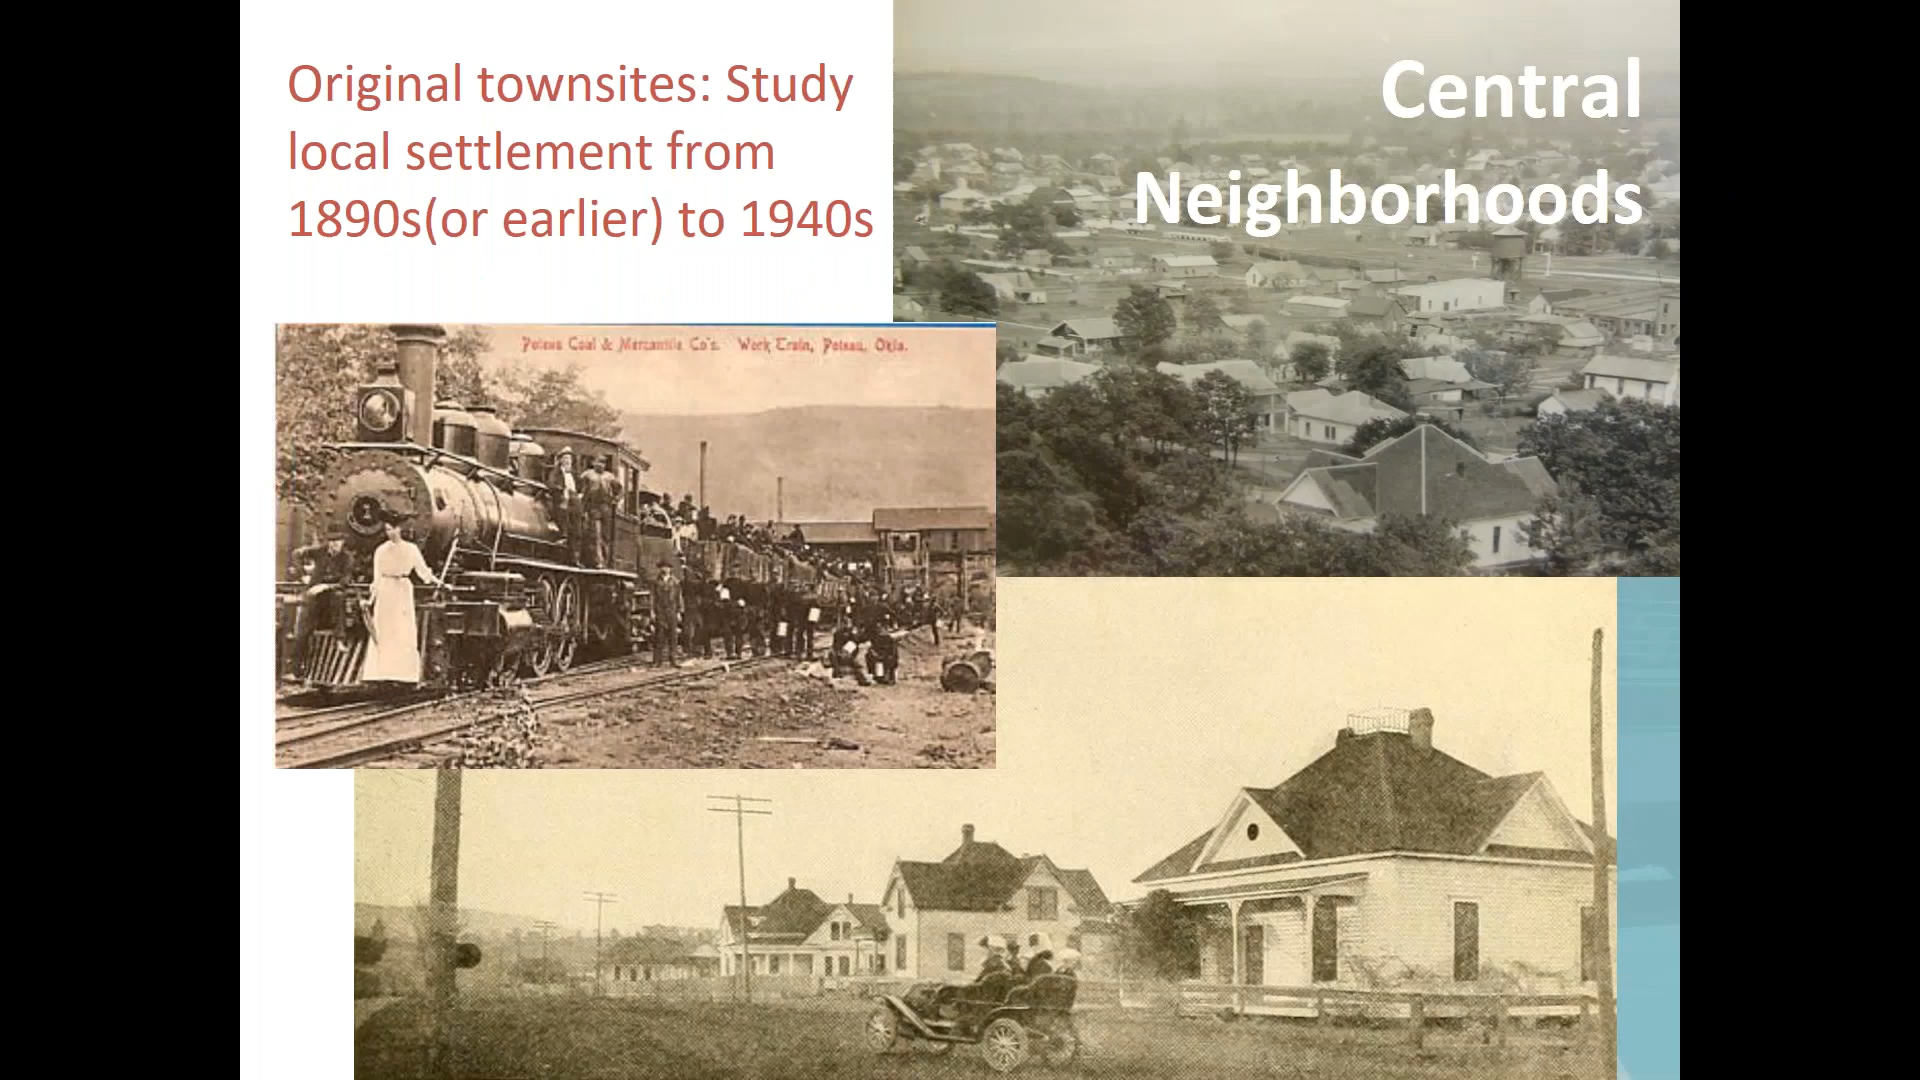 Original townsites: Study
local settlement from
1890s(or earlier) to 1940s
Central
Neighborhoods
Poteau Coal & Mercantile Co's. Work Train, Poteau, Okla.